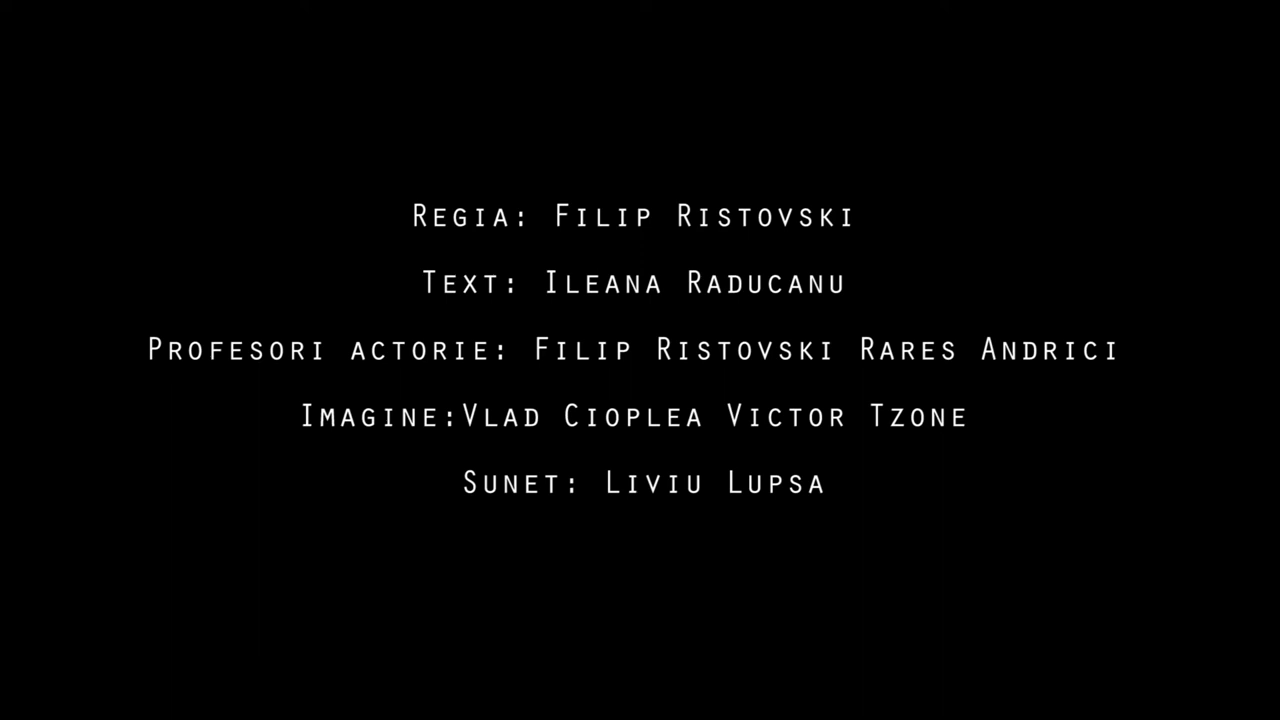 Regia: Filip Ristovski
Text: Ileana Raducanu
Profesori actorie: Filip Ristovski Rares Andrici
Imagine:Vlad Cioplea Victor Tzone
Sunet: Liviu Lupsa